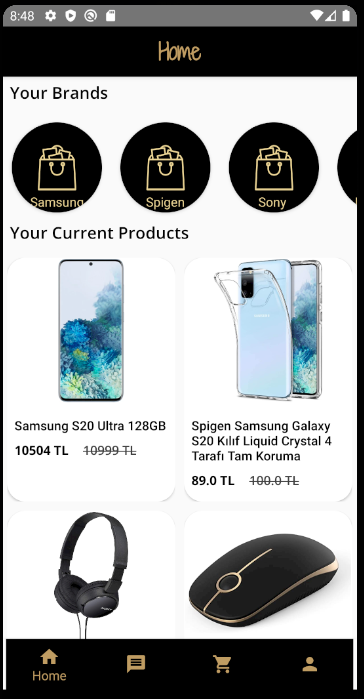 8:48
Home
Your Brands
Samsung
Spigen
Sony
Your Current Products
Samsung S20 Ultra 128GB
10504 TL 10999 TL
Spigen Samsung Galaxy
S20 Kılıf Liquid Crystal 4
Tarafı Tam Koruma
89.0 TL 100.0 TL
Home